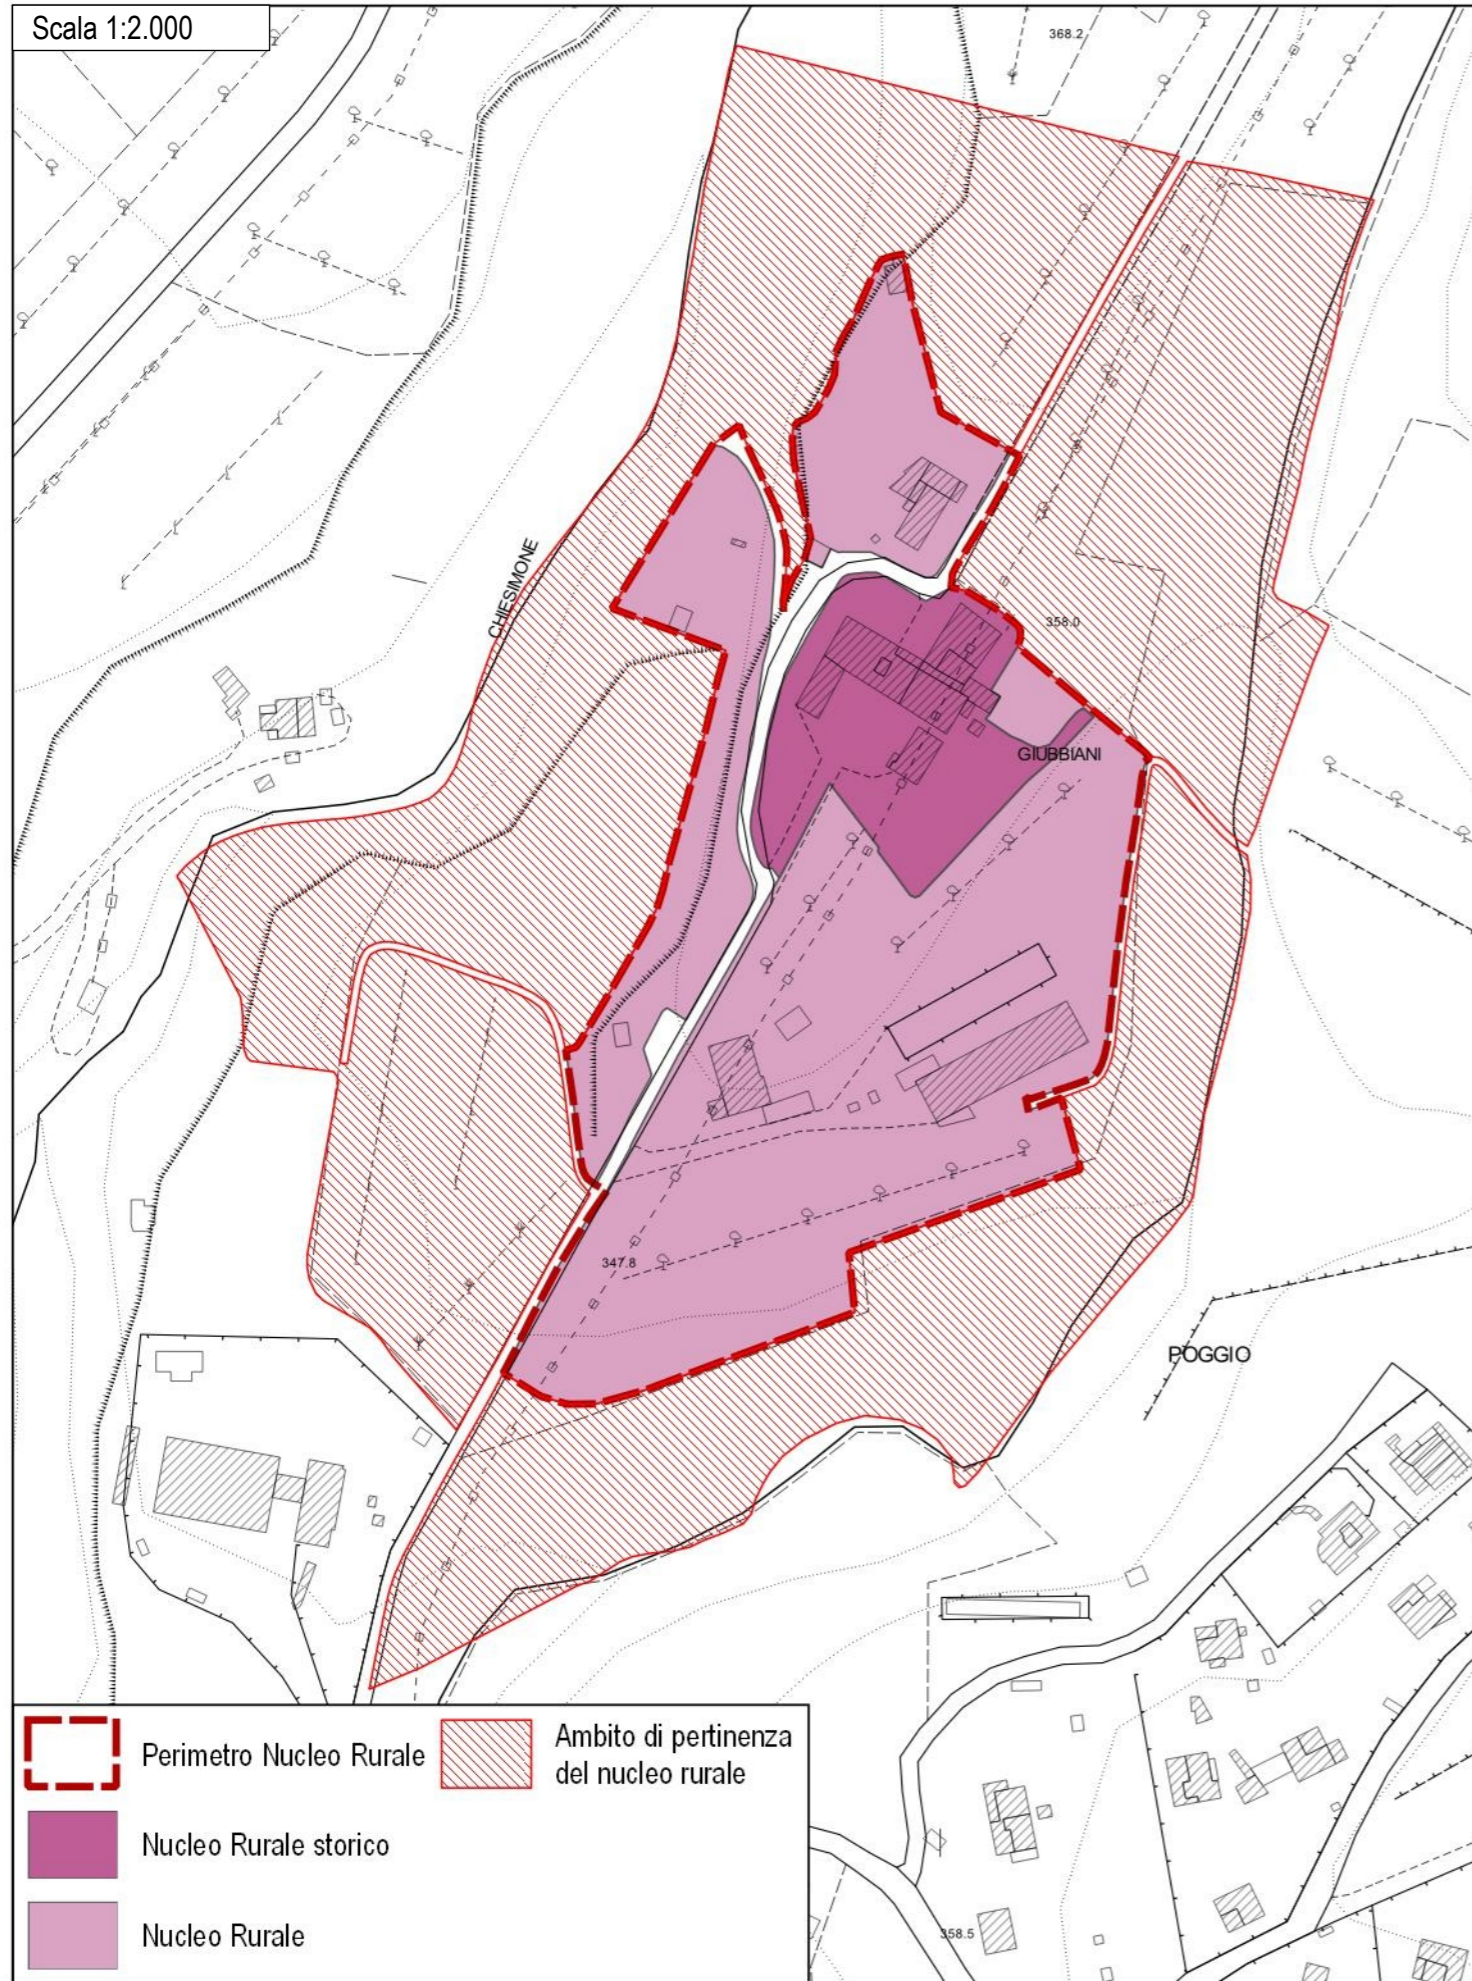 Scala 1:2.000
368.2
CHIESIMONE
358.0
GIUBBIANI
347.8
POGGIO
358.5
Perimetro Nucleo Rurale
Ambito di pertinenza
del nucleo rurale
Nucleo Rurale storico
Nucleo Rurale